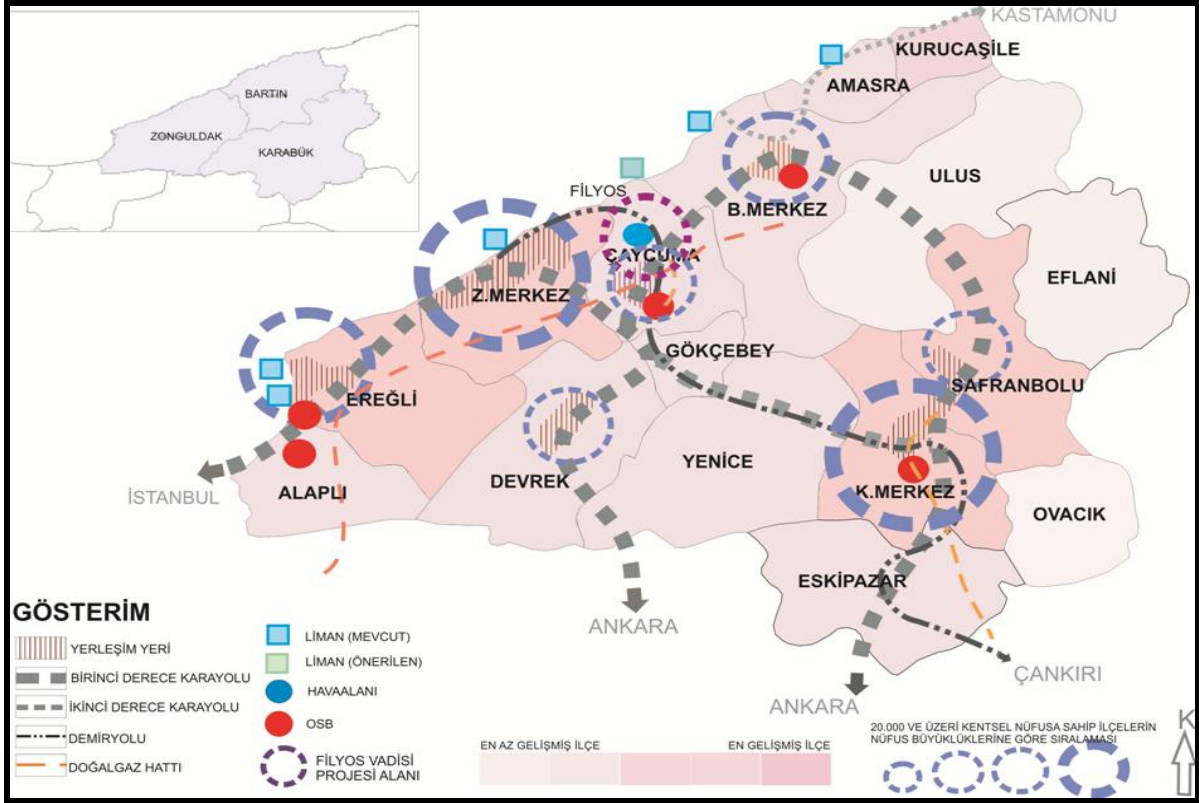 KASTAMONU
KURUCAŞİLE
AMASRA
BARTIN
ZONGULDAK
KARABÜK
ULUS
FİLYOS
B.MERKEZ
ÇAYCUMA
EFLANİ
Z.MERKEZ
GÖKÇEBEY
SAFRANBOLU
EREĞLİ
YENİCE
DEVREK
K.MERKEZ
İSTANBUL
ALAPLI
OVACIK
ESKİPAZAR
ANKARA
ÇANKIRI
ANKARA
GÖSTERİM
YERLEŞİM YERİ
BİRİNCİ DERECE KARAYOLU
İKİNCİ DERECE KARAYOLU
DEMİRYOLU
DOĞALGAZ HATTI
LİMAN (MEVCUT)
LİMAN (ÖNERİLEN)
HAVAALANI
OSB
FİLYOS VADİSİ
PROJESİ ALANI
EN AZ GELİŞMİŞ İLÇE
EN GELİŞMİŞ İLÇE
20.000 VE ÜZERİ KENTSEL NÜFUSA SAHİP İLÇELERİN
NÜFUS BÜYÜKLÜKLERİNE GÖRE SIRALAMASI
K